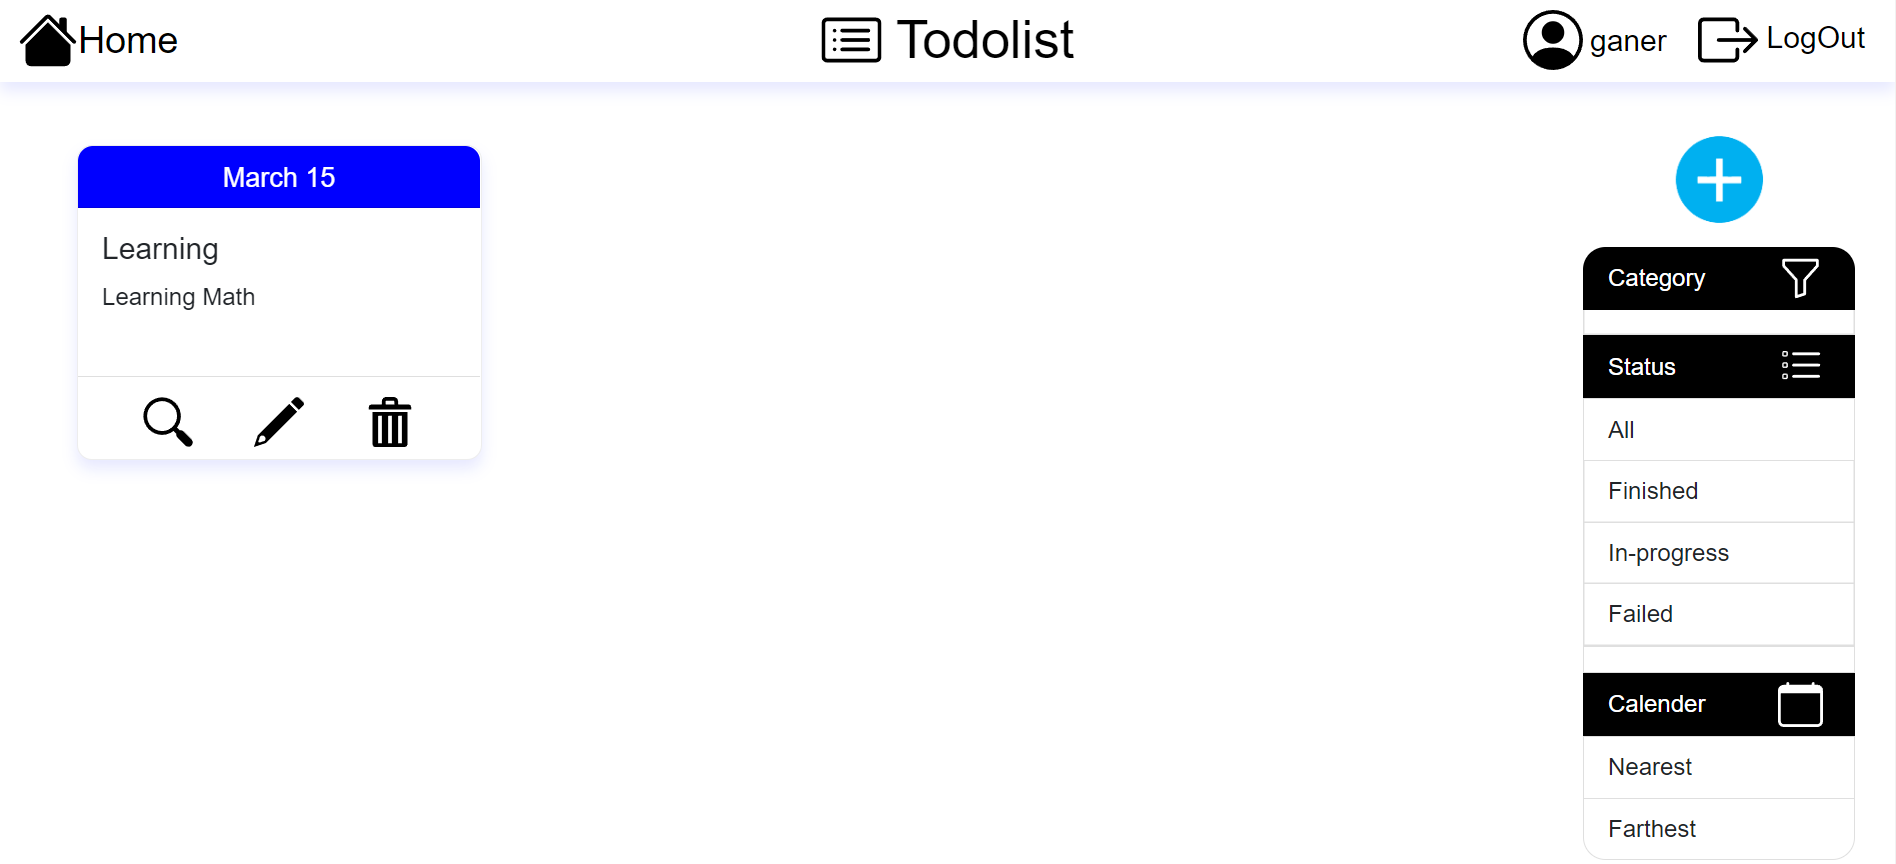 Home
Todolist
ganer
LogOut
March 15
Learning
Learning Math
Category
Status
All
Finished
In-progress
Failed
Calender
Nearest
Farthest